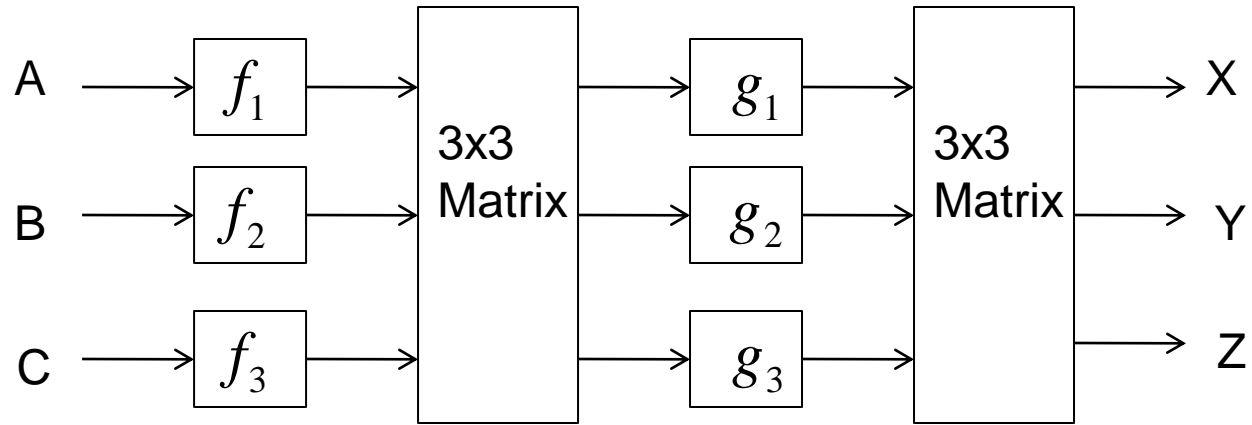 A
f₁
3x3
Matrix
g₁
3x3
Matrix
X
B
f₂
g₂
Y
C
f₃
g₃
Z